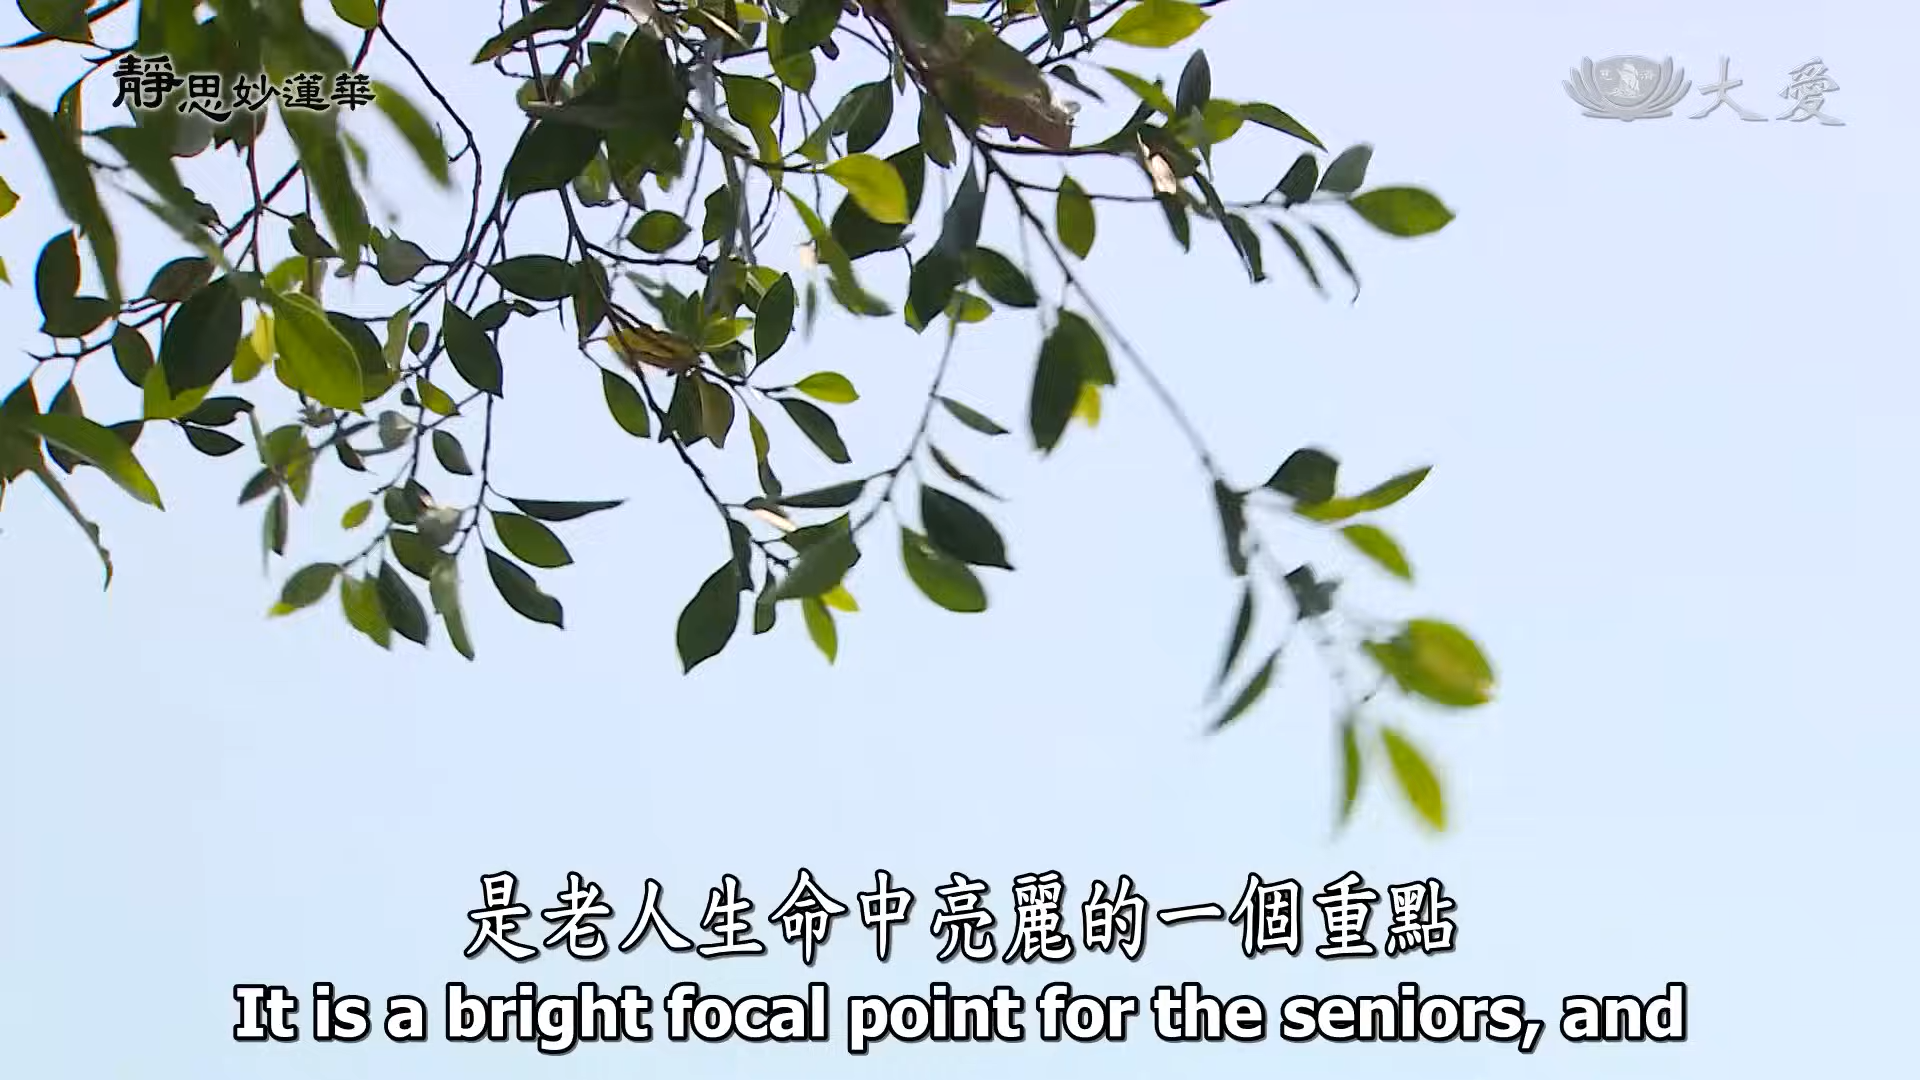 靜思妙蓮華
大愛
是老人生命中亮麗的一個重點
It is a bright focal point for the seniors, and